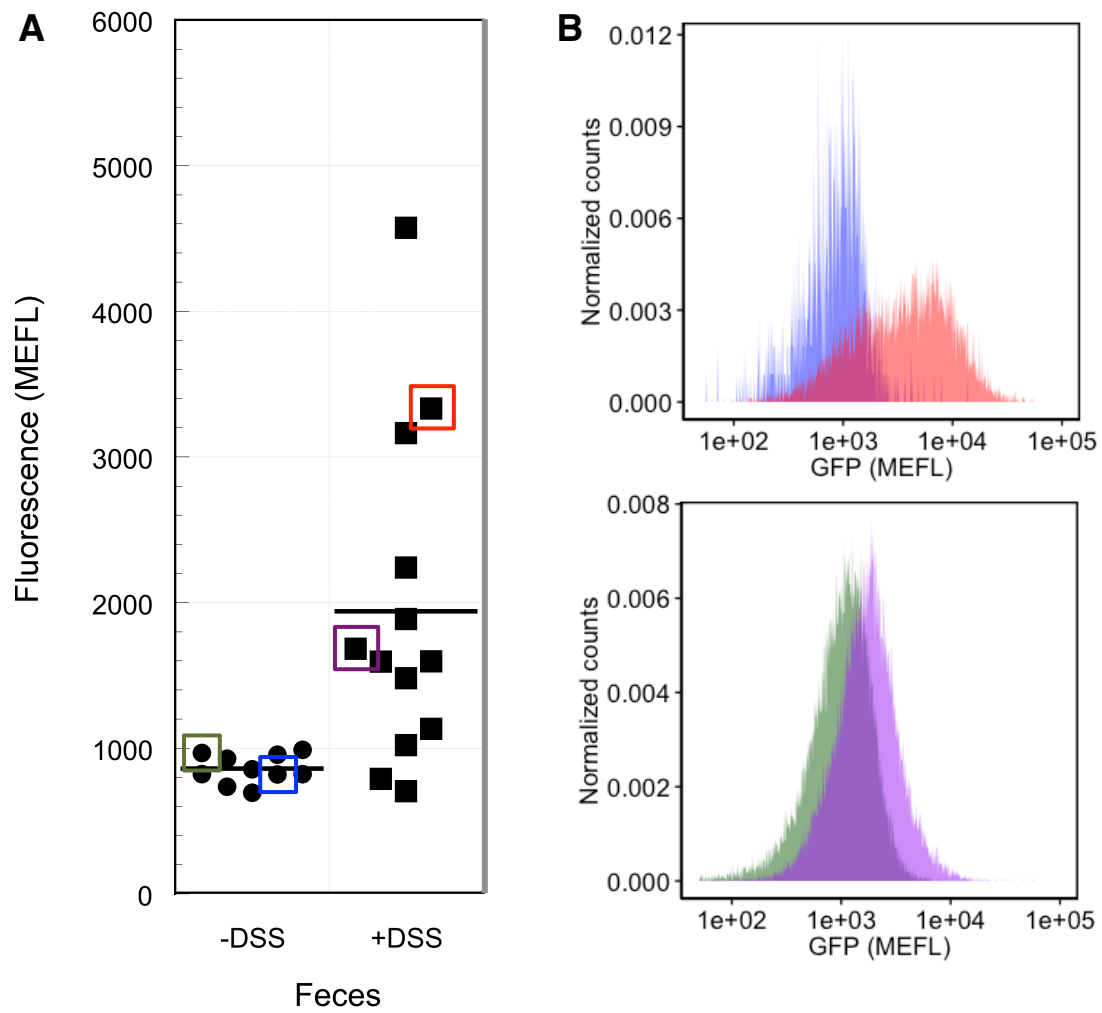 A
6000
5000
4000
3000
2000
1000
0
Fluorescence (MEFL)
-DSS +DSS
Feces
B
0.012
0.009
0.006
0.003
0.000
Normalized counts
1e+02 1e+03 1e+04 1e+05
GFP (MEFL)
0.008
0.006
0.004
0.002
0.000
Normalized counts
1e+02 1e+03 1e+04 1e+05
GFP (MEFL)